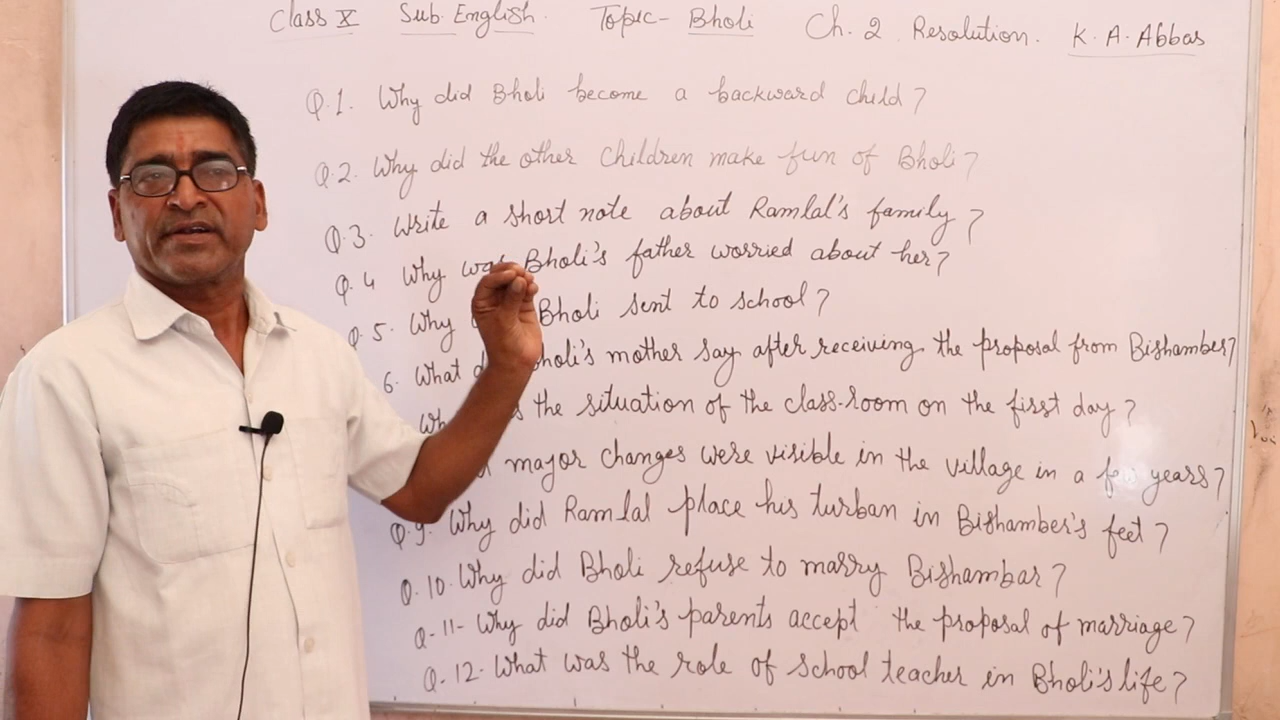 Class X Sub. English. Topic- Bholi Ch. 2. Resolution. K. A. Abbas
Q.1. Why did Bholi become a backward child?
Q.2. Why did the other children make fun of Bholi?
Q.3. Write a short note about Ramlal's family?
Q.4 Why was Bholi's father worried about her?
Q.5. Why Bholi sent to school?
6. What Bholi's mother say after receiving the proposal from Bishamber?
the situation of the class-room on the first day?
major changes were visible in the village in a few years?
Q.9. Why did Ramlal place his turban in Bishamber's feet?
Q.10. Why did Bholi refuse to marry Bishambar?
Q-11- Why did Bholi's parents accept the proposal of marriage?
Q.12- What was the role of school teacher in Bholi's life?